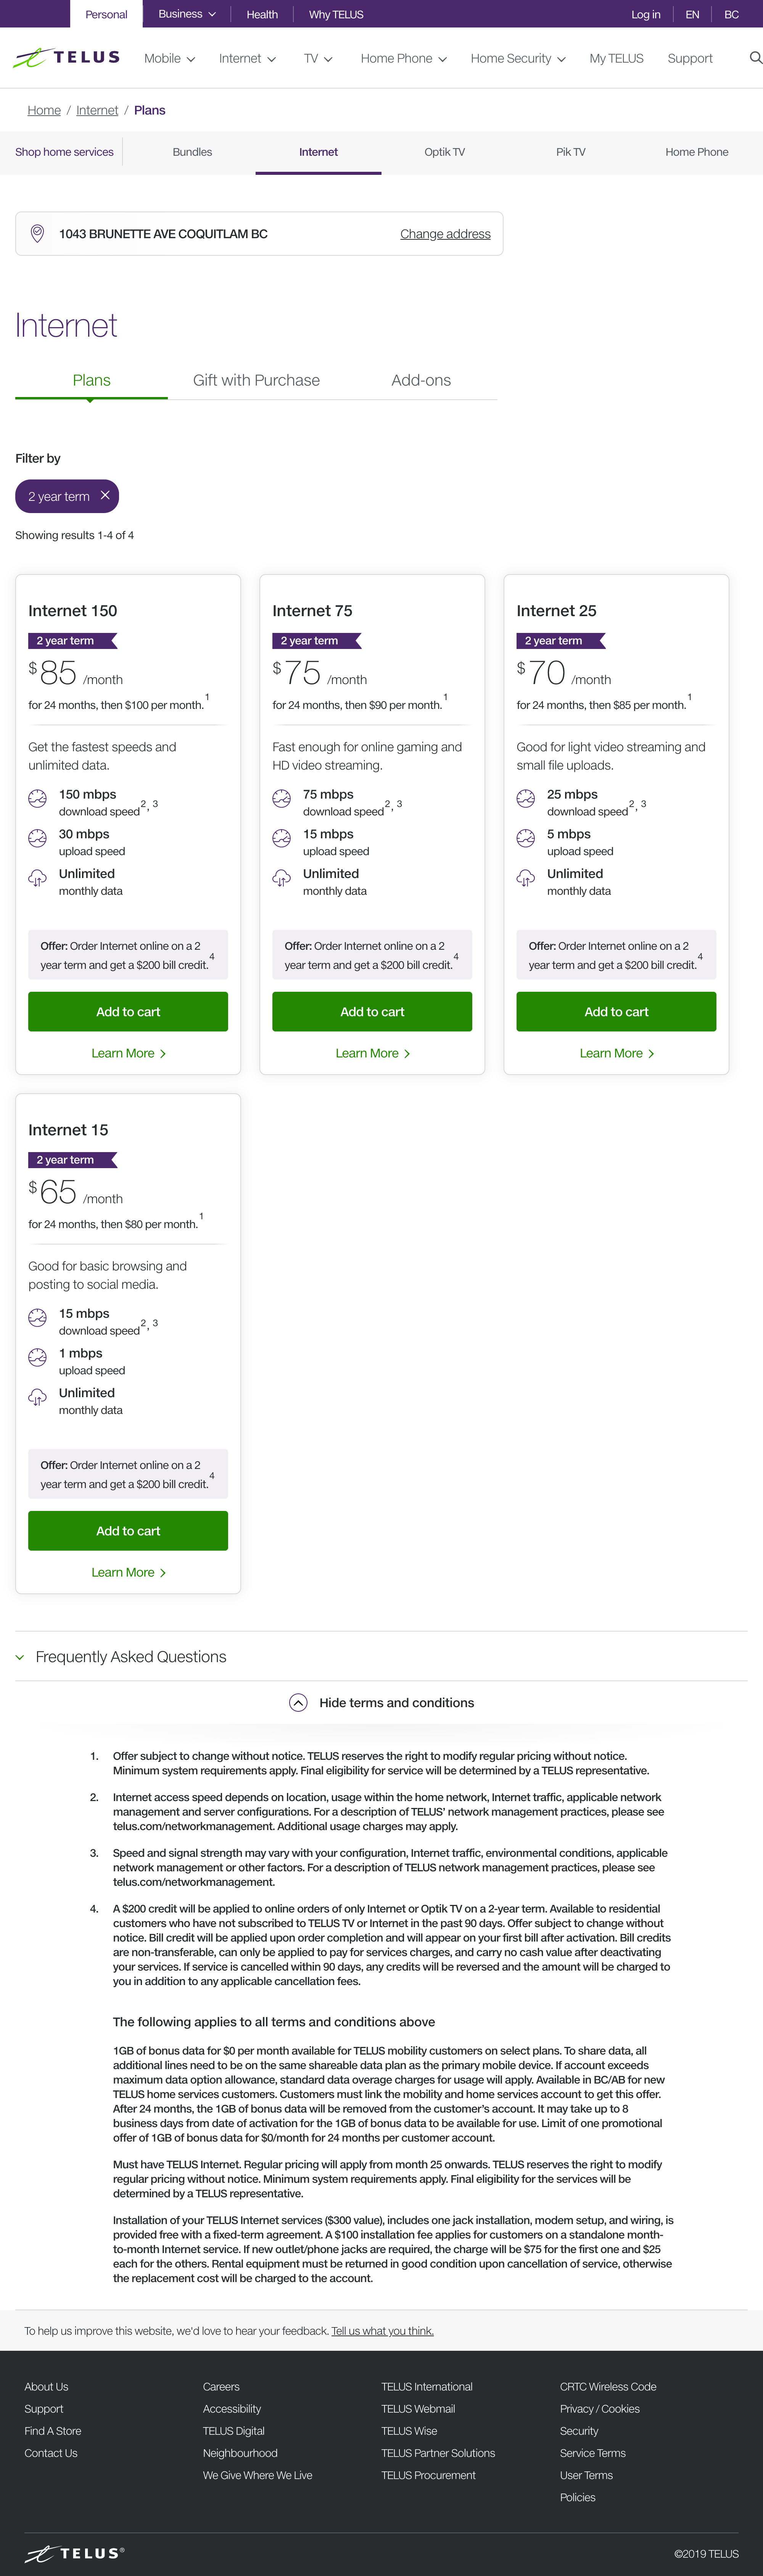 Personal Business Health Why TELUS Log in EN BC
TELUS Mobile Internet TV Home Phone Home Security My TELUS Support
Home / Internet / Plans
Shop home services Bundles Internet Optik TV Pik TV Home Phone
1043 BRUNETTE AVE COQUITLAM BC Change address
Internet
Plans Gift with Purchase Add-ons
Filter by
2 year term
Showing results 1-4 of 4
Internet 150
2 year term
$85 /month
for 24 months, then $100 per month.1
Get the fastest speeds and
unlimited data.
150 mbps
download speed2, 3
30 mbps
upload speed
Unlimited
monthly data
Offer: Order Internet online on a 2
year term and get a $200 bill credit.4
Add to cart
Learn More
Internet 75
2 year term
$75 /month
for 24 months, then $90 per month.1
Fast enough for online gaming and
HD video streaming.
75 mbps
download speed2, 3
15 mbps
upload speed
Unlimited
monthly data
Offer: Order Internet online on a 2
year term and get a $200 bill credit.4
Add to cart
Learn More
Internet 25
2 year term
$70 /month
for 24 months, then $85 per month.1
Good for light video streaming and
small file uploads.
25 mbps
download speed2, 3
5 mbps
upload speed
Unlimited
monthly data
Offer: Order Internet online on a 2
year term and get a $200 bill credit.4
Add to cart
Learn More
Internet 15
2 year term
$65 /month
for 24 months, then $80 per month.1
Good for basic browsing and
posting to social media.
15 mbps
download speed2, 3
1 mbps
upload speed
Unlimited
monthly data
Offer: Order Internet online on a 2
year term and get a $200 bill credit.4
Add to cart
Learn More
Frequently Asked Questions
Hide terms and conditions
1. Offer subject to change without notice. TELUS reserves the right to modify regular pricing without notice.
Minimum system requirements apply. Final eligibility for service will be determined by a TELUS representative.
2. Internet access speed depends on location, usage within the home network, Internet traffic, applicable network
management and server configurations. For a description of TELUS' network management practices, please see
telus.com/networkmanagement. Additional usage charges may apply.
3. Speed and signal strength may vary with your configuration, Internet traffic, environmental conditions, applicable
network management or other factors. For a description of TELUS network management practices, please see
telus.com/networkmanagement.
4. A $200 credit will be applied to online orders of only Internet or Optik TV on a 2-year term. Available to residential
customers who have not subscribed to TELUS TV or Internet in the past 90 days. Offer subject to change without
notice. Bill credit will be applied upon order completion and will appear on your first bill after activation. Bill credits
are non-transferable, can only be applied to pay for services charges, and carry no cash value after deactivating
your services. If service is cancelled within 90 days, any credits will be reversed and the amount will be charged to
you in addition to any applicable cancellation fees.
The following applies to all terms and conditions above
1GB of bonus data for $0 per month available for TELUS mobility customers on select plans. To share data, all
additional lines need to be on the same shareable data plan as the primary mobile device. If account exceeds
maximum data option allowance, standard data overage charges for usage will apply. Available in BC/AB for new
TELUS home services customers. Customers must link the mobility and home services account to get this offer.
After 24 months, the 1GB of bonus data will be removed from the customer's account. It may take up to 8
business days from date of activation for the 1GB of bonus data to be available for use. Limit of one promotional
offer of 1GB of bonus data for $0/month for 24 months per customer account.
Must have TELUS Internet. Regular pricing will apply from month 25 onwards. TELUS reserves the right to modify
regular pricing without notice. Minimum system requirements apply. Final eligibility for the services will be
determined by a TELUS representative.
Installation of your TELUS Internet services ($300 value), includes one jack installation, modem setup, and wiring, is
provided free with a fixed-term agreement. A $100 installation fee applies for customers on a standalone month-
to-month Internet service. If new outlet/phone jacks are required, the charge will be $75 for the first one and $25
each for the others. Rental equipment must be returned in good condition upon cancellation of service, otherwise
the replacement cost will be charged to the account.
To help us improve this website, we'd love to hear your feedback. Tell us what you think.
About Us Careers TELUS International CRTC Wireless Code
Support Accessibility TELUS Webmail Privacy / Cookies
Find A Store TELUS Digital TELUS Wise Security
Contact Us Neighbourhood TELUS Partner Solutions Service Terms
We Give Where We Live TELUS Procurement User Terms
Policies
TELUS® ©2019 TELUS